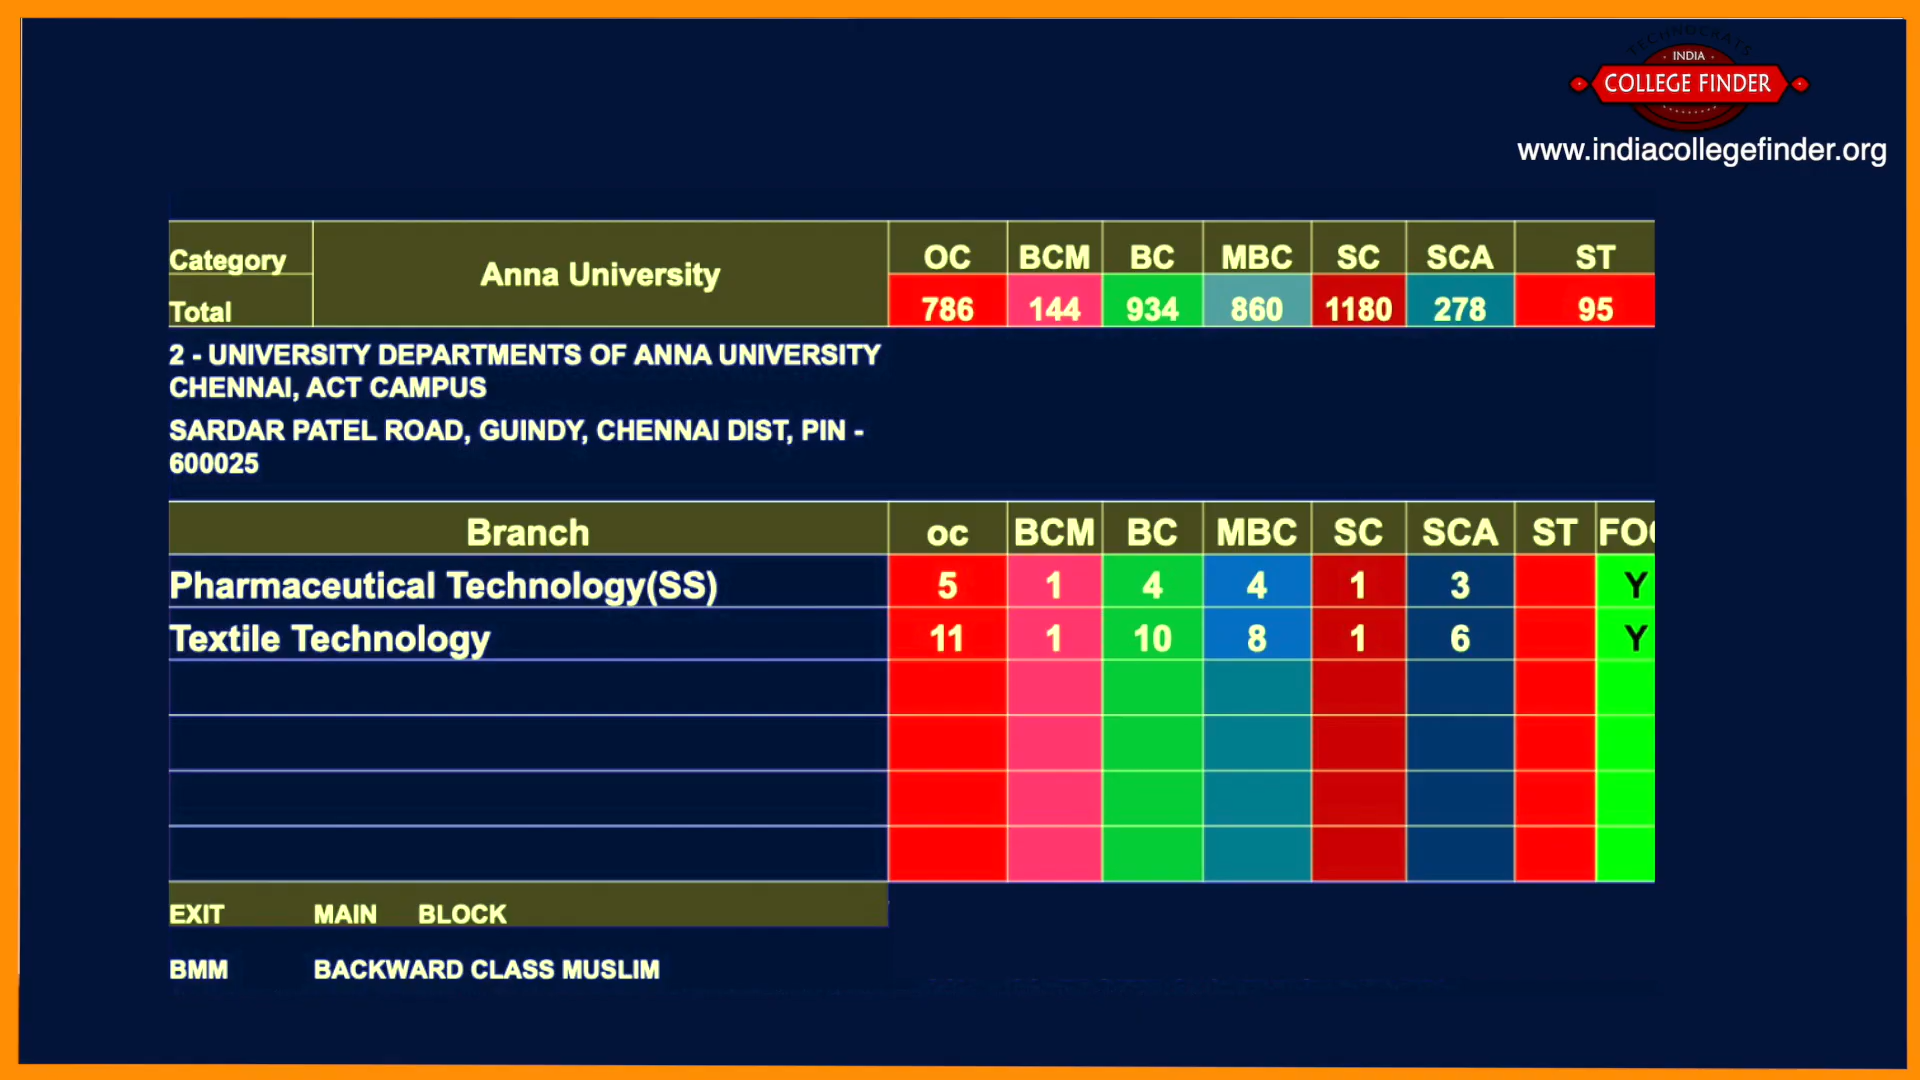 TECHNOCRATS
INDIA
COLLEGE FINDER
www.indiacollegefinder.org
Category Anna University OC BCM BC MBC SC SCA ST
Total 786 144 934 860 1180 278 95
2 - UNIVERSITY DEPARTMENTS OF ANNA UNIVERSITY
CHENNAI, ACT CAMPUS
SARDAR PATEL ROAD, GUINDY, CHENNAI DIST, PIN -
600025
Branch oc BCM BC MBC SC SCA ST
Pharmaceutical Technology(SS) 5 1 4 4 1 3 Y
Textile Technology 11 1 10 8 1 6 Y
EXIT MAIN BLOCK
BMM BACKWARD CLASS MUSLIM